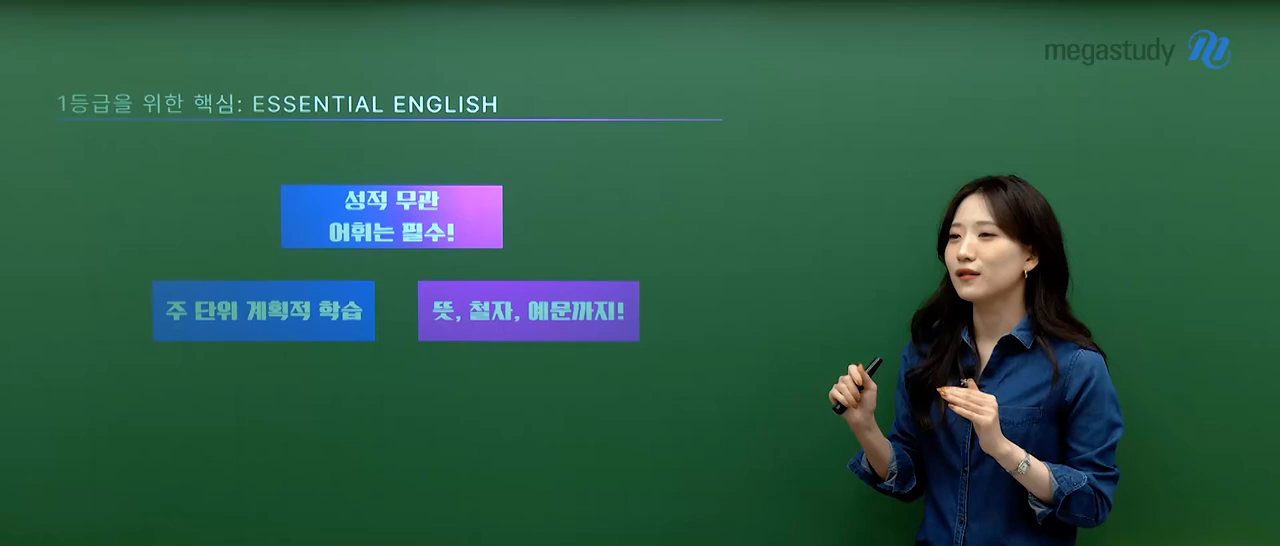 megastudy
1등급을 위한 핵심: ESSENTIAL ENGLISH
성적 무관
어휘는 필수!
주 단위 계획적 학습
뜻, 철자, 예문까지!